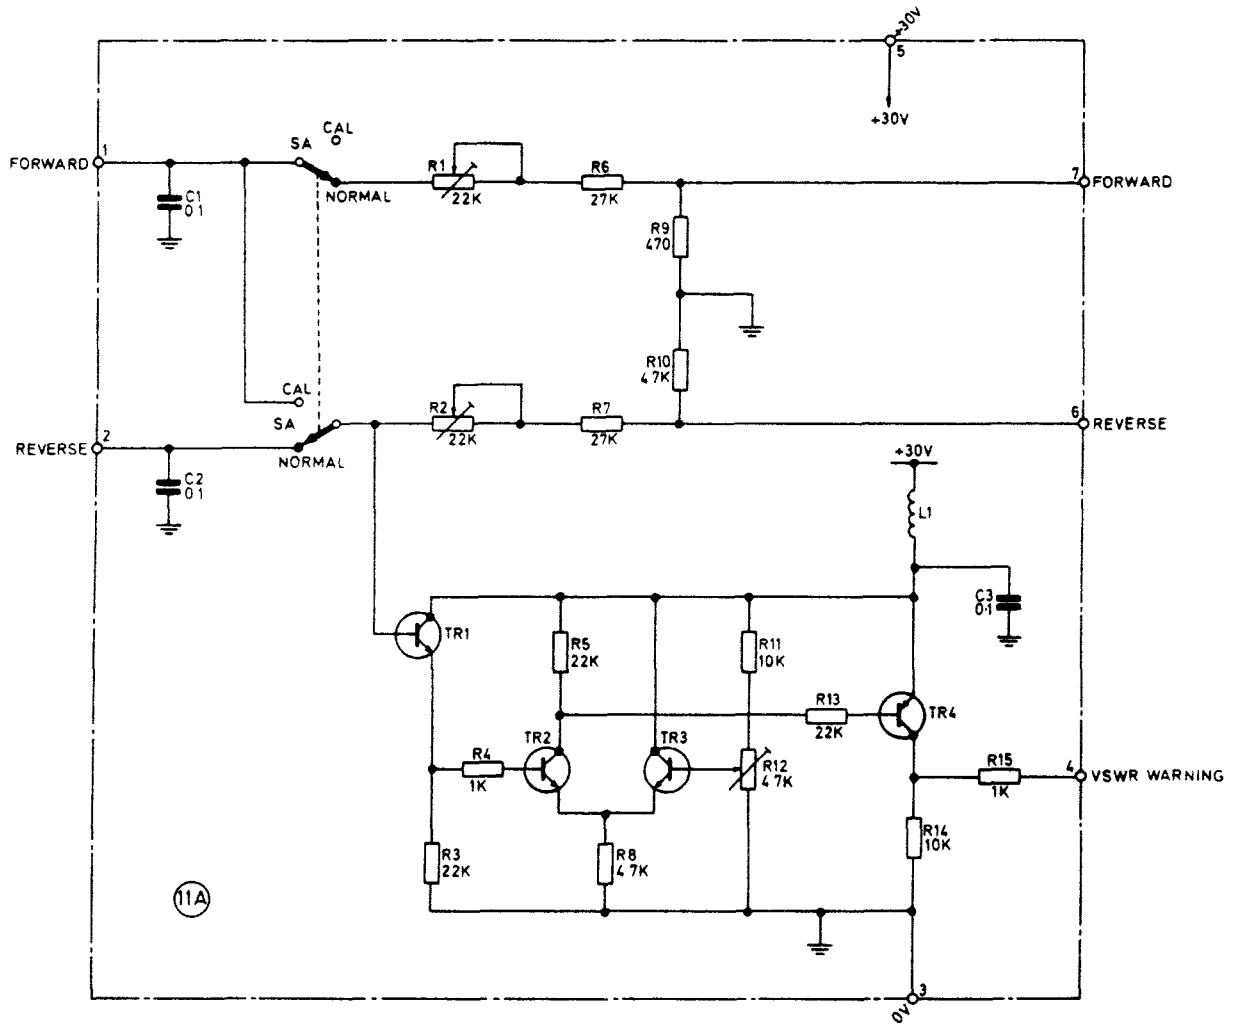 +30V
5
+30V
CAL
SA
FORWARD
1
R1
22K
R6
27K
7
FORWARD
NORMAL
C1
0.1
R9
470
R10
4.7K
CAL
SA
R2
22K
R7
27K
6
REVERSE
REVERSE
2
NORMAL
C2
0.1
+30V
L1
C3
0.1
TR1
R5
22K
R11
10K
R13
22K
TR4
TR2
TR3
R4
1K
R12
4.7K
R15
1K
4
VSWR WARNING
R3
22K
R8
4.7K
R14
10K
11A
3
0V